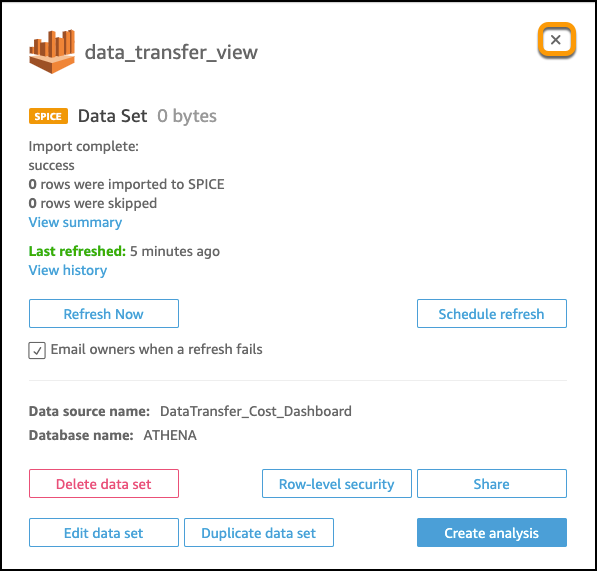 data_transfer_view
SPICE Data Set 0 bytes
Import complete:
success
0 rows were imported to SPICE
0 rows were skipped
View summary
Last refreshed: 5 minutes ago
View history
Refresh Now Schedule refresh
Email owners when a refresh fails
Data source name: DataTransfer_Cost_Dashboard
Database name: ATHENA
Delete data set Row-level security Share
Edit data set Duplicate data set Create analysis